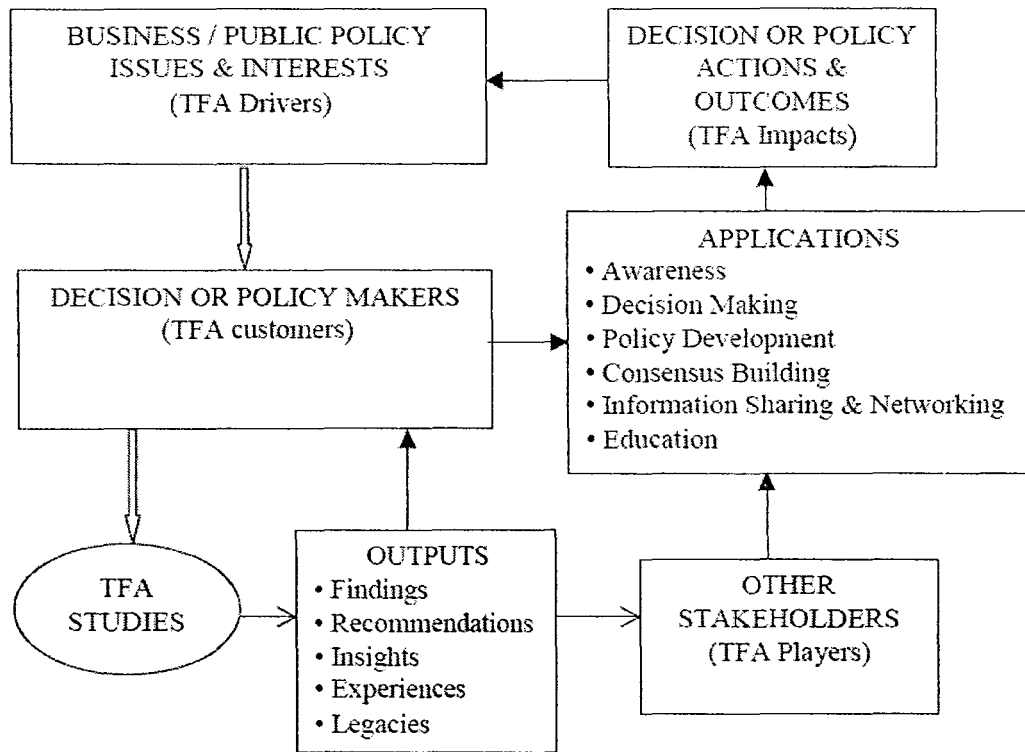 BUSINESS / PUBLIC POLICY
ISSUES & INTERESTS
(TFA Drivers)
DECISION OR POLICY
ACTIONS &
OUTCOMES
(TFA Impacts)
DECISION OR POLICY MAKERS
(TFA customers)
APPLICATIONS
• Awareness
• Decision Making
• Policy Development
• Consensus Building
• Information Sharing & Networking
• Education
TFA
STUDIES
OUTPUTS
• Findings
• Recommendations
• Insights
• Experiences
• Legacies
OTHER
STAKEHOLDERS
(TFA Players)